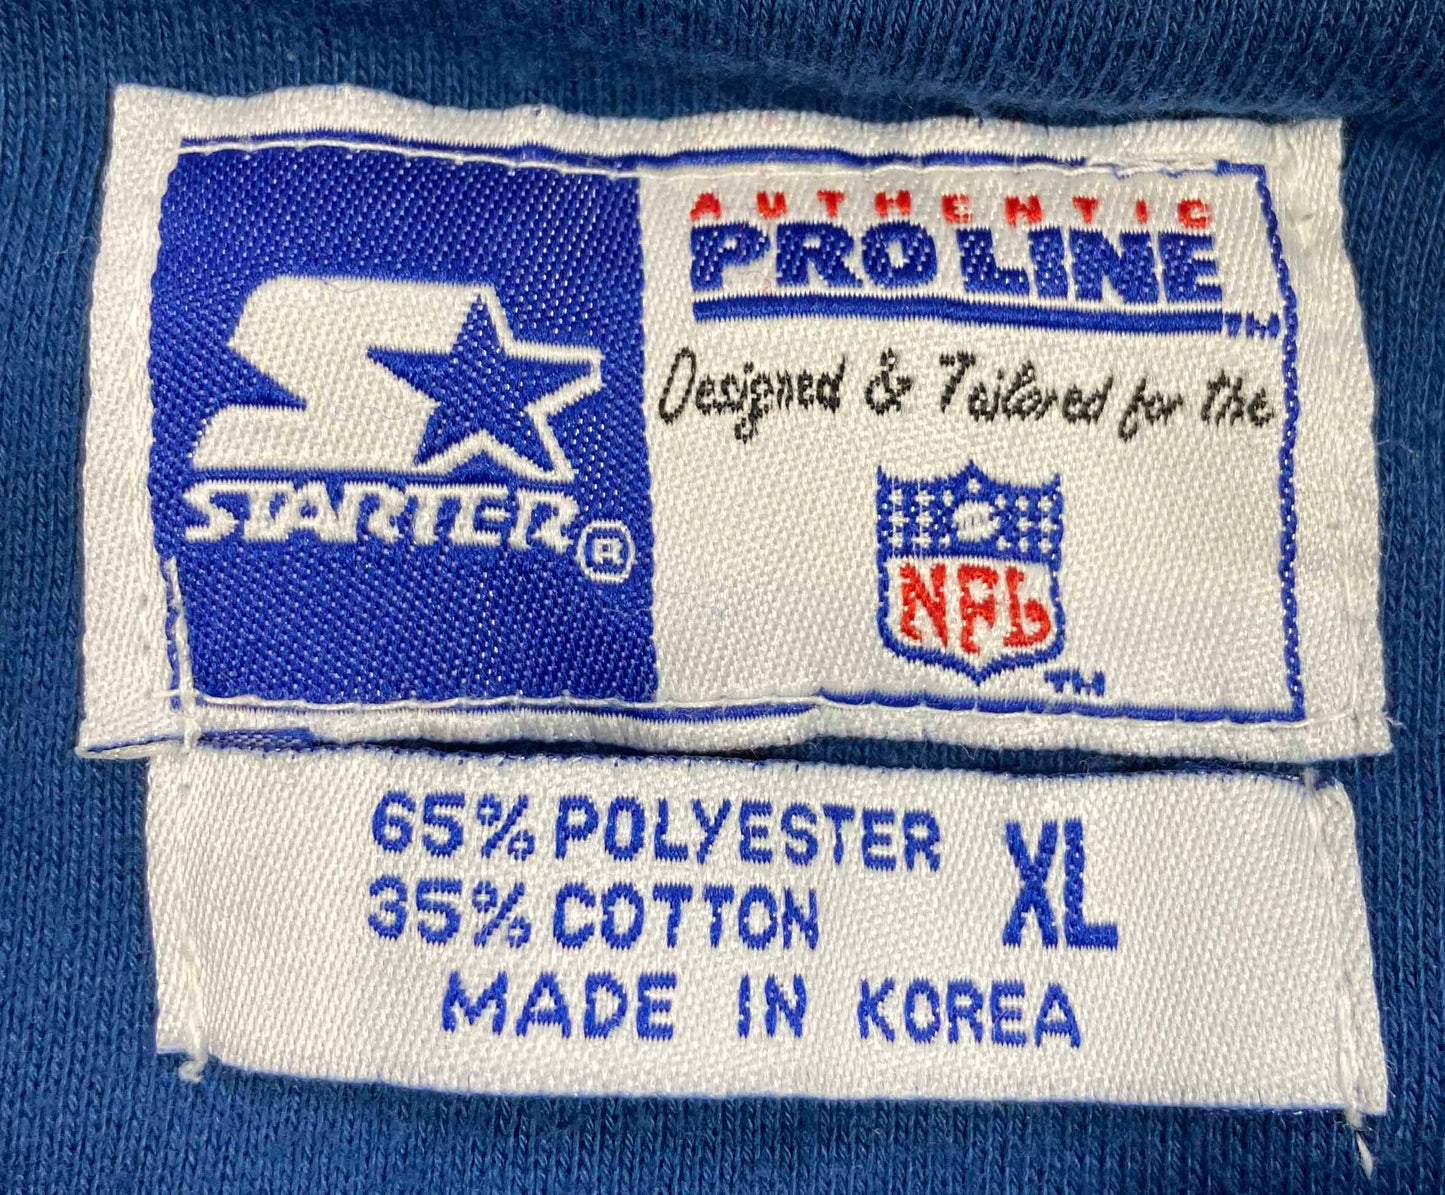 STARTER®
AUTHENTIC
PRO LINE™
Designed & Tailored for the
NFL™
65% POLYESTER XL
35% COTTON
MADE IN KOREA